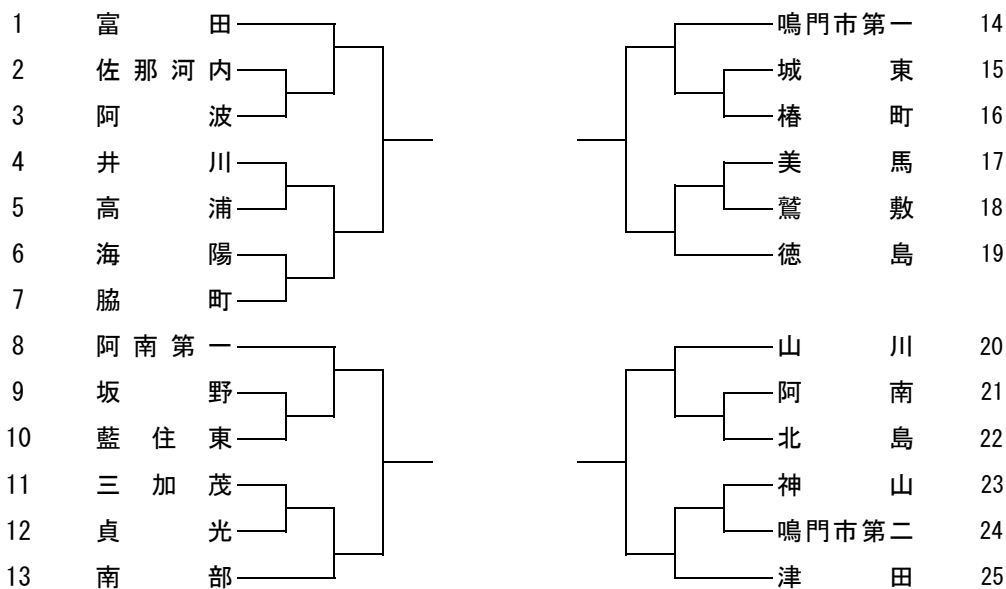 1 富田 鳴門市第一 14
2 佐那河内 城東 15
3 阿波 椿町 16
4 井川 美馬 17
5 高浦 鷲敷 18
6 海陽 徳島 19
7 脇町
8 阿南第一 山川 20
9 坂野 阿南 21
10 藍住東 北島 22
11 三加茂 神山 23
12 貞光 鳴門市第二 24
13 南部 津田 25